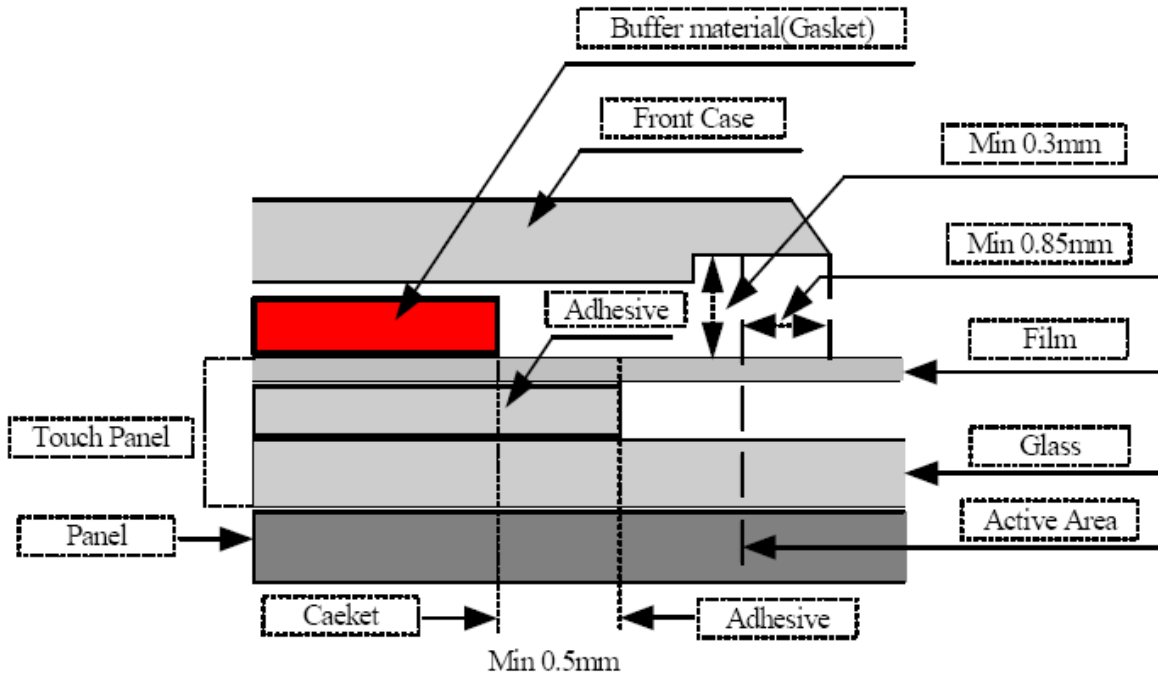 Buffer material(Gasket)
Front Case
Min 0.3mm
Min 0.85mm
Adhesive
Film
Touch Panel
Glass
Panel
Active Area
Caeket
Adhesive
Min 0.5mm